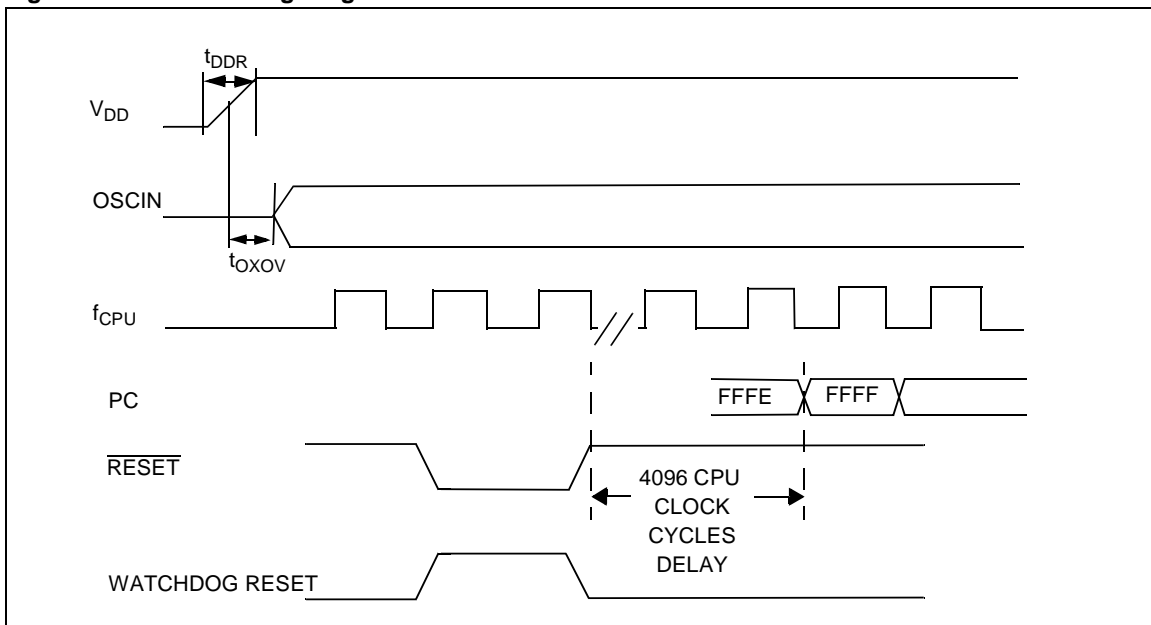 tDDR
VDD
OSCIN
tOXOV
fCPU
PC
FFFE
FFFF
RESET
4096 CPU
CLOCK
CYCLES
DELAY
WATCHDOG RESET